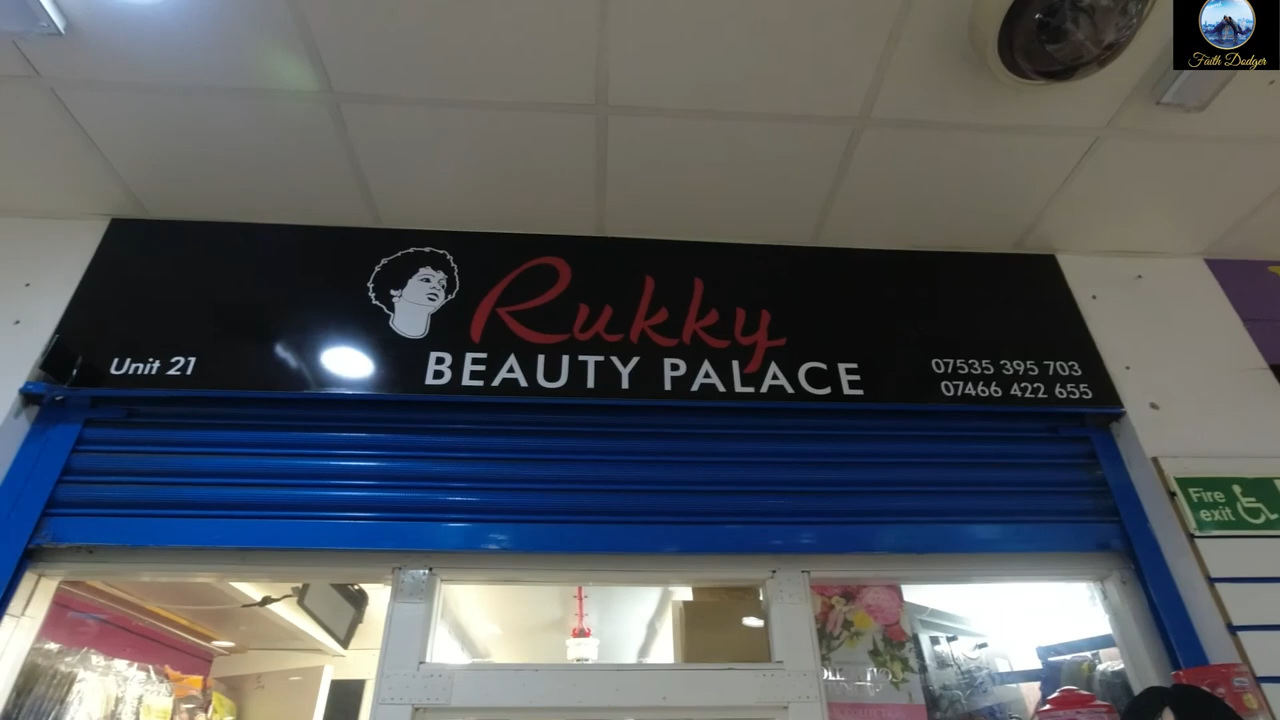 Faith Dodger
Rukky
BEAUTY PALACE
Unit 21
07535 395 703
07466 422 655
Fire
exit